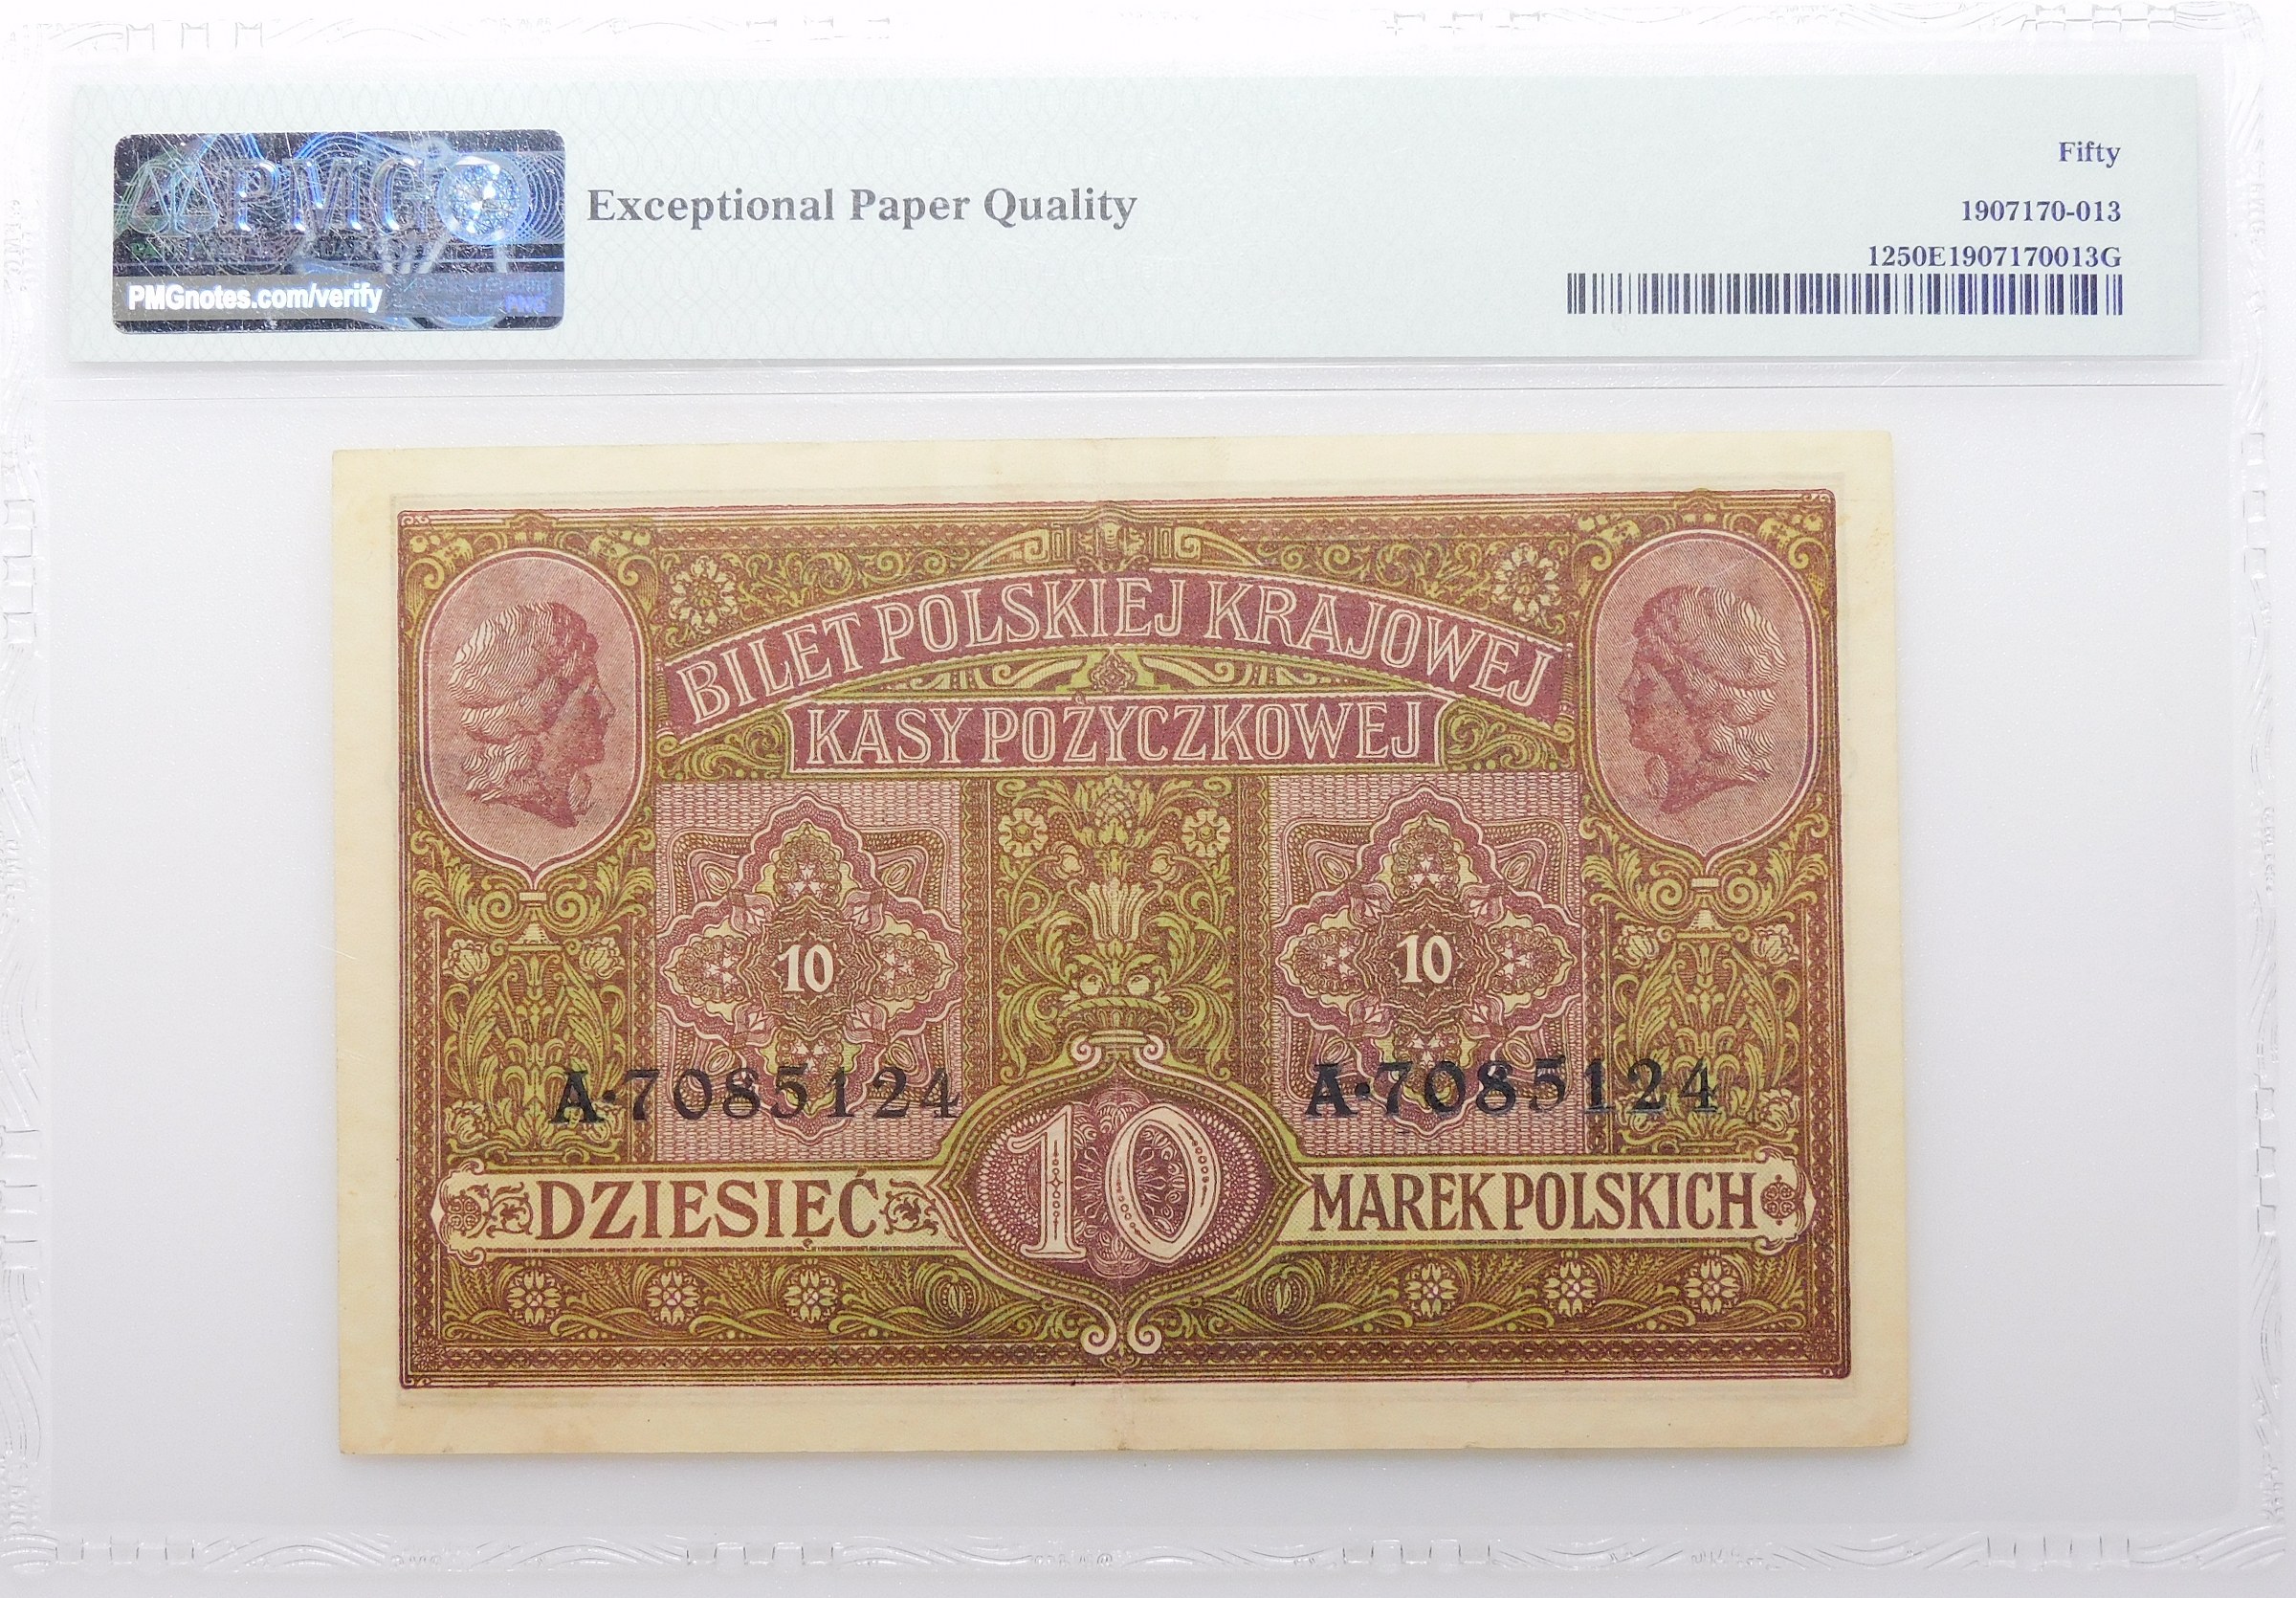 PMG
PMGnotes.com/verify
Exceptional Paper Quality
Fifty
1907170-013
1250E1907170013G
BILET POLSKIEJ KRAJOWEJ
KASY POŻYCZKOWEJ
10 10
A·7085124 A·7085124
DZIESIĘĆ 10 MAREK POLSKICH